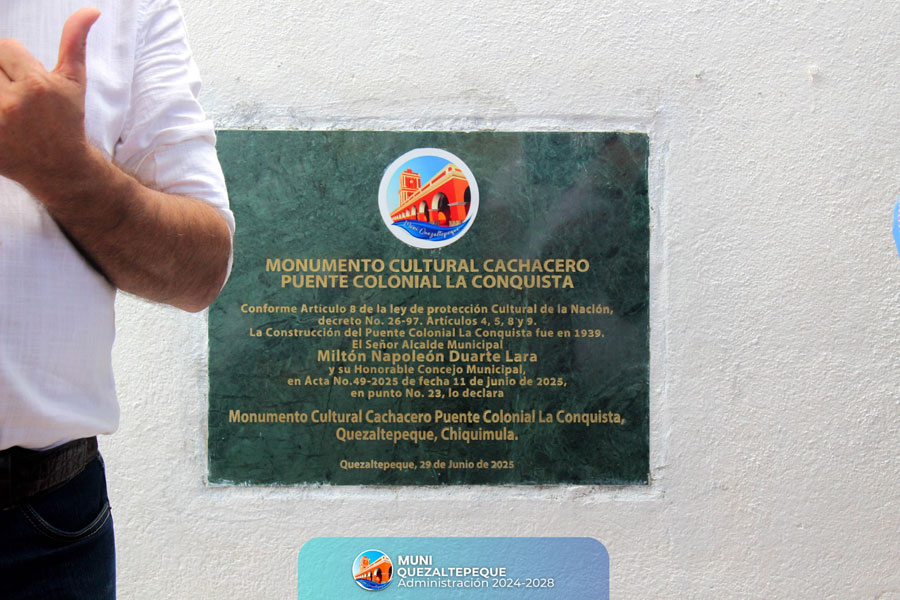 Muni Quezaltepeque
MONUMENTO CULTURAL CACHACERO
PUENTE COLONIAL LA CONQUISTA
Conforme Artículo 8 de la ley de protección Cultural de la Nación,
decreto No. 26-97. Artículos 4, 5, 8 y 9.
La Construcción del Puente Colonial La Conquista fue en 1939.
El Señor Alcalde Municipal
Miltón Napoleón Duarte Lara
y su Honorable Concejo Municipal,
en Acta No.49-2025 de fecha 11 de junio de 2025,
en punto No. 23, lo declara
Monumento Cultural Cachacero Puente Colonial La Conquista,
Quezaltepeque, Chiquimula.
Quezaltepeque, 29 de Junio de 2025
MUNI
QUEZALTEPEQUE
Administración 2024-2028